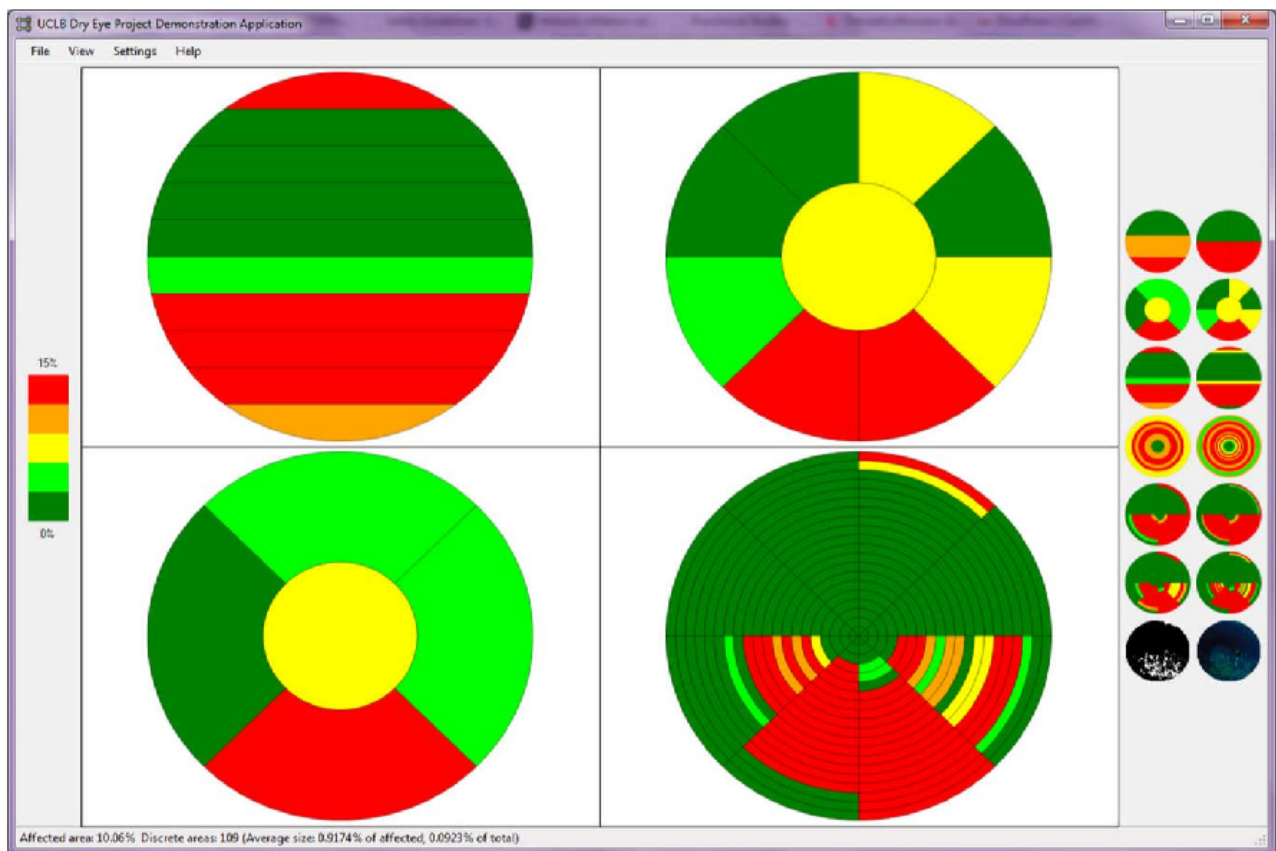 UCLB Dry Eye Project Demonstration Application
File View Settings Help
15%
0%
Affected area: 10.06% Discrete areas: 109 (Average size: 0.9174% of affected, 0.0923% of total)